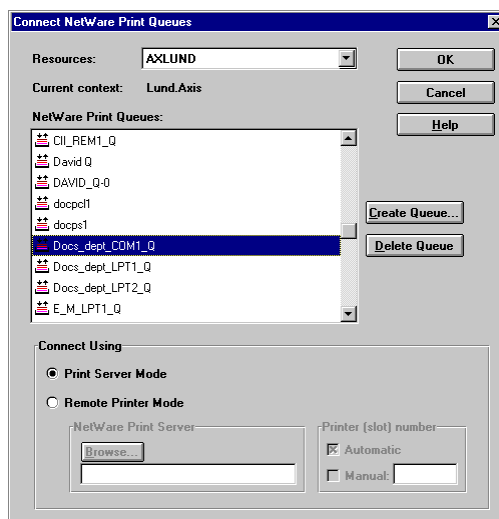 Connect NetWare Print Queues
Resources: AXLUND OK
Current context: Lund.Axis Cancel
NetWare Print Queues: Help
CII_REM1_Q
David Q
DAVID_Q-0
docpcl1
docps1
Docs_dept_COM1_Q
Docs_dept_LPT1_Q
Docs_dept_LPT2_Q
E_M_LPT1_Q
Create Queue...
Delete Queue
Connect Using
Print Server Mode
Remote Printer Mode
NetWare Print Server
Browse...
Printer (slot) number
Automatic
Manual: